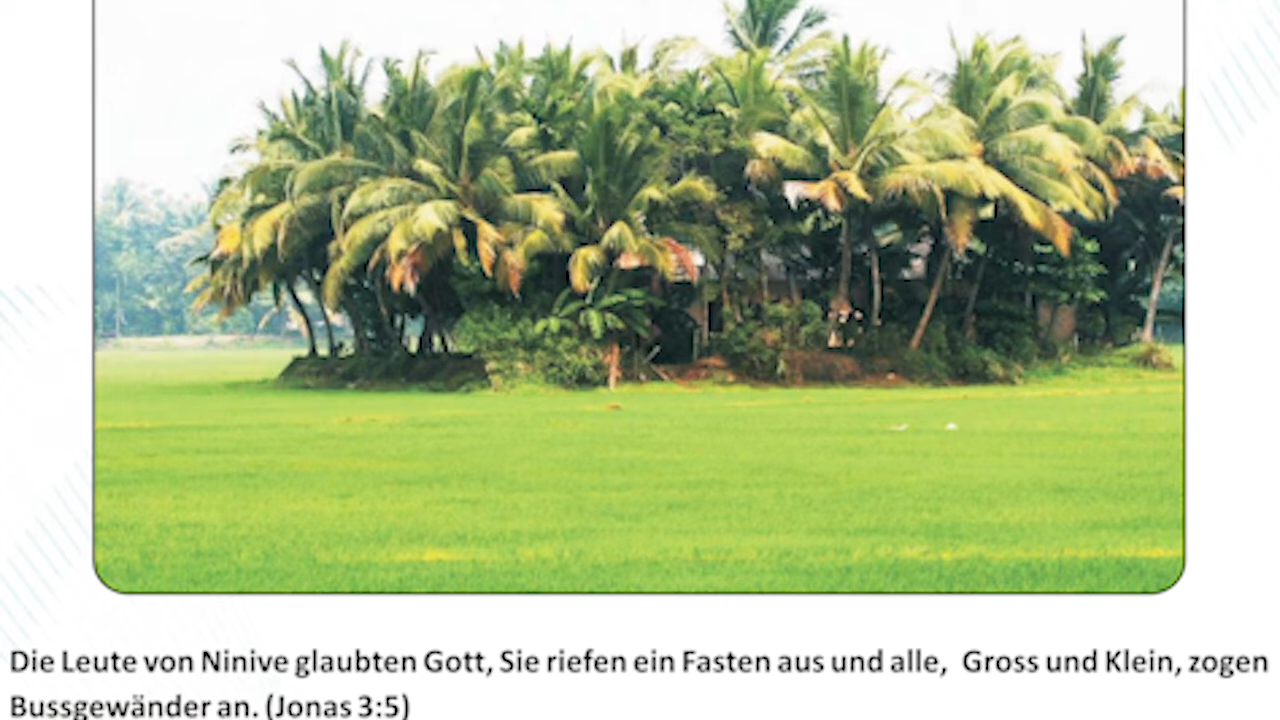 Die Leute von Ninive glaubten Gott, Sie riefen ein Fasten aus und alle, Gross und Klein, zogen
Bussgewänder an. (Jonas 3:5)